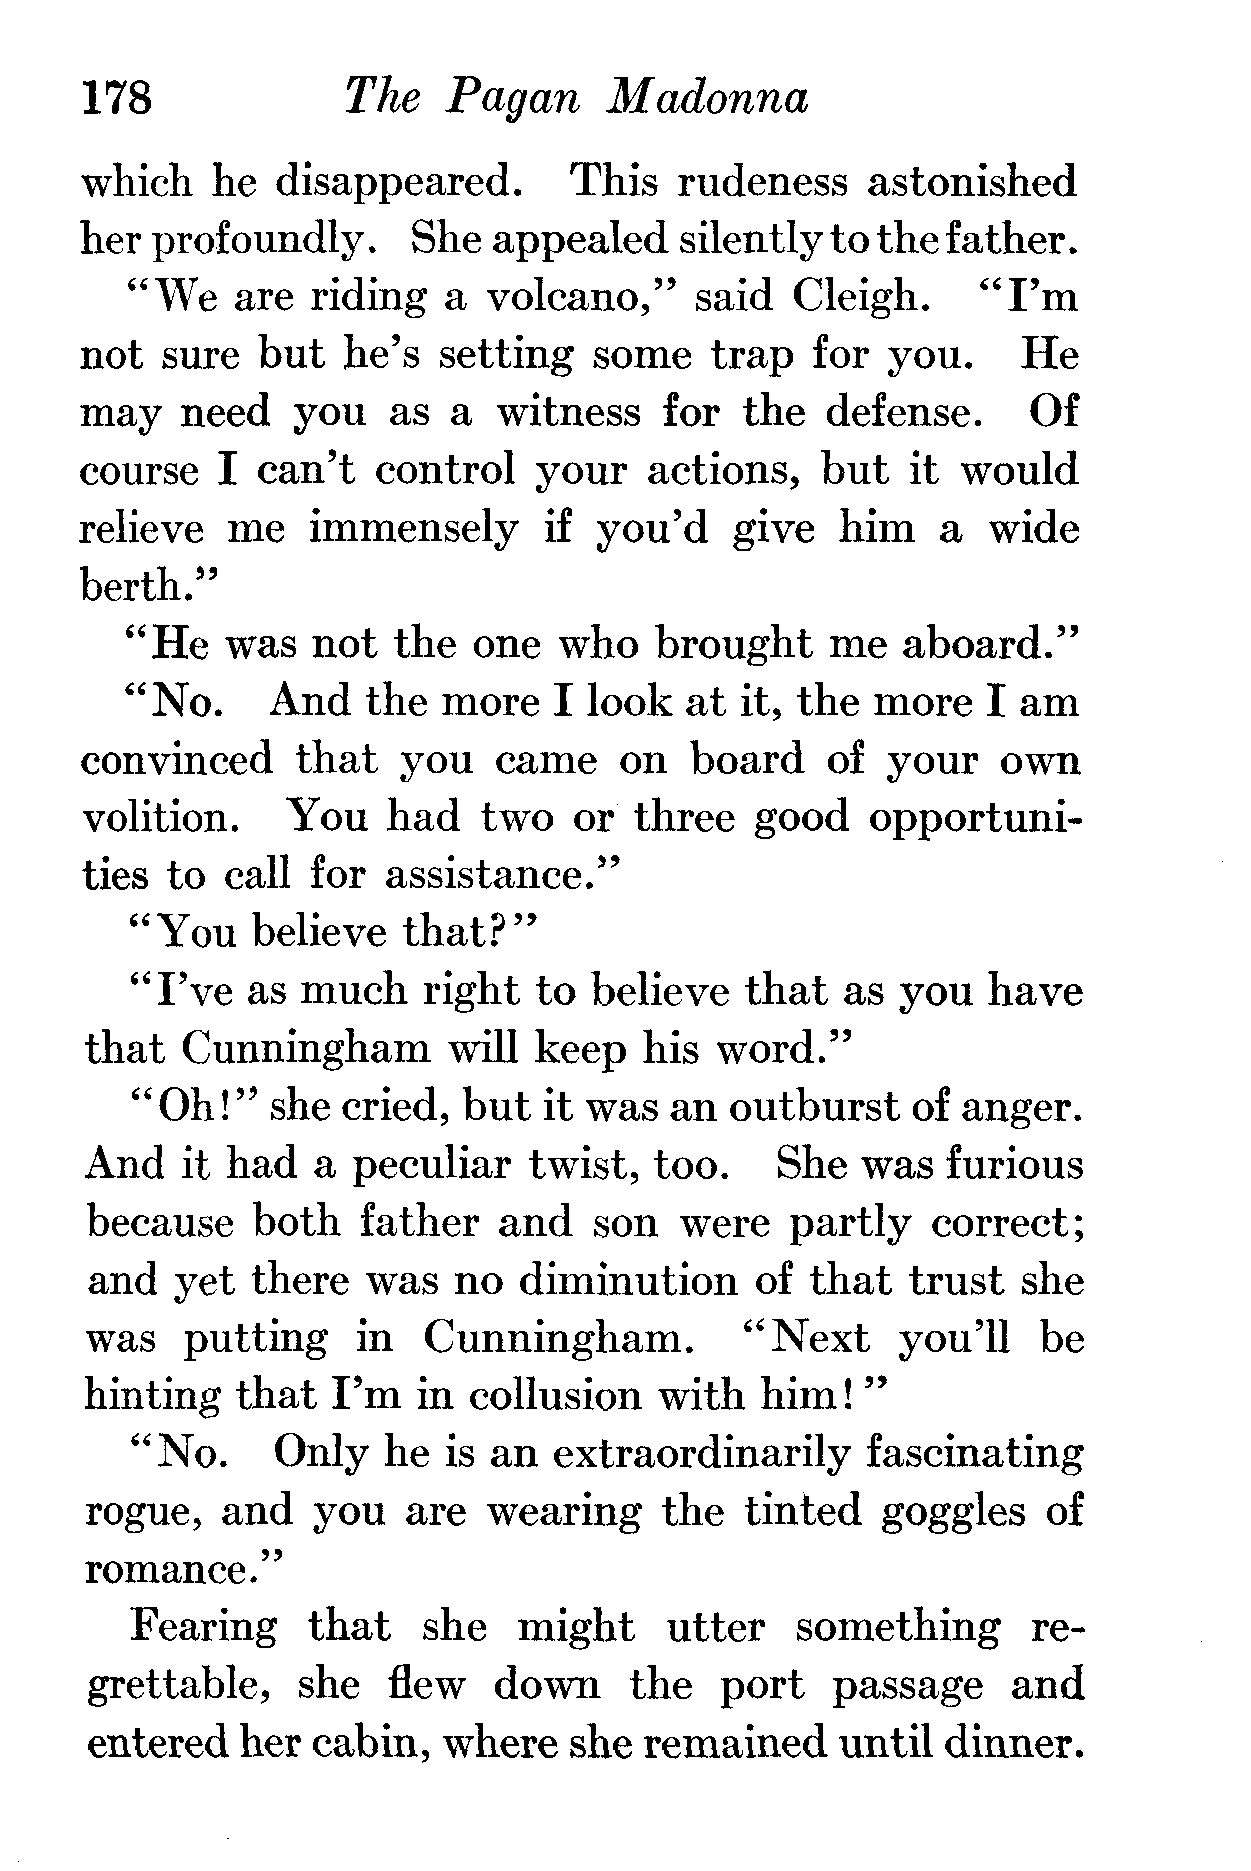 178 The Pagan Madonna
which he disappeared. This rudeness astonished
her profoundly. She appealed silently to the father.
“We are riding a volcano,” said Cleigh. “I’m
not sure but he’s setting some trap for you. He
may need you as a witness for the defense. Of
course I can’t control your actions, but it would
relieve me immensely if you’d give him a wide
berth.”
“He was not the one who brought me aboard.”
“No. And the more I look at it, the more I am
convinced that you came on board of your own
volition. You had two or three good opportuni-
ties to call for assistance.”
“You believe that?”
“I’ve as much right to believe that as you have
that Cunningham will keep his word.”
“Oh!” she cried, but it was an outburst of anger.
And it had a peculiar twist, too. She was furious
because both father and son were partly correct;
and yet there was no diminution of that trust she
was putting in Cunningham. “Next you’ll be
hinting that I’m in collusion with him!”
“No. Only he is an extraordinarily fascinating
rogue, and you are wearing the tinted goggles of
romance.”
Fearing that she might utter something re-
grettable, she flew down the port passage and
entered her cabin, where she remained until dinner.